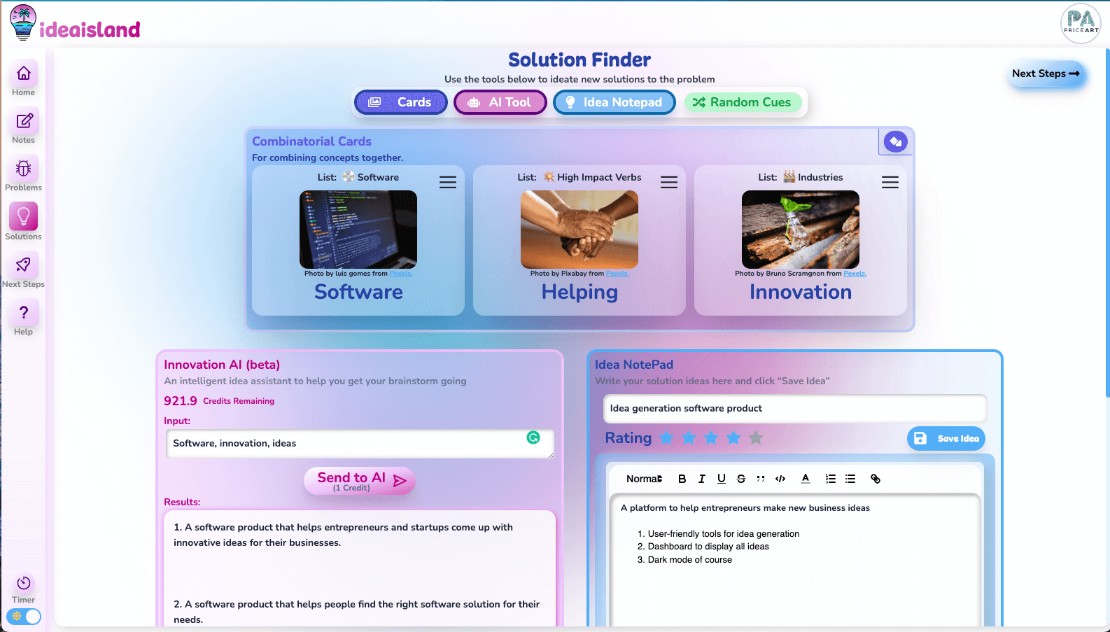 ideaisland
PA
PRICEART
Solution Finder
Use the tools below to ideate new solutions to the problem
Next Steps →
Cards
AI Tool
Idea Notepad
Random Cues
Home
Notes
Problems
Solutions
Next Steps
?
Help
Timer
Combinatorial Cards
For combining concepts together.
List: Software
Photo by luis gomes from Pexels.
Software
List: High Impact Verbs
Photo by Pixabay from Pexels.
Helping
List: Industries
Photo by Bruno Scramgnon from Pexels.
Innovation
Innovation AI (beta)
An intelligent idea assistant to help you get your brainstorm going
921.9 Credits Remaining
Input:
Software, innovation, ideas
Send to AI
(1 Credit)
Results:
1. A software product that helps entrepreneurs and startups come up with
innovative ideas for their businesses.
2. A software product that helps people find the right software solution for their
needs.
Idea NotePad
Write your solution ideas here and click “Save Idea”
Idea generation software product
Rating
Save Idea
Normal B I U S ” </> A
A platform to help entrepreneurs make new business ideas
1. User-friendly tools for idea generation
2. Dashboard to display all ideas
3. Dark mode of course